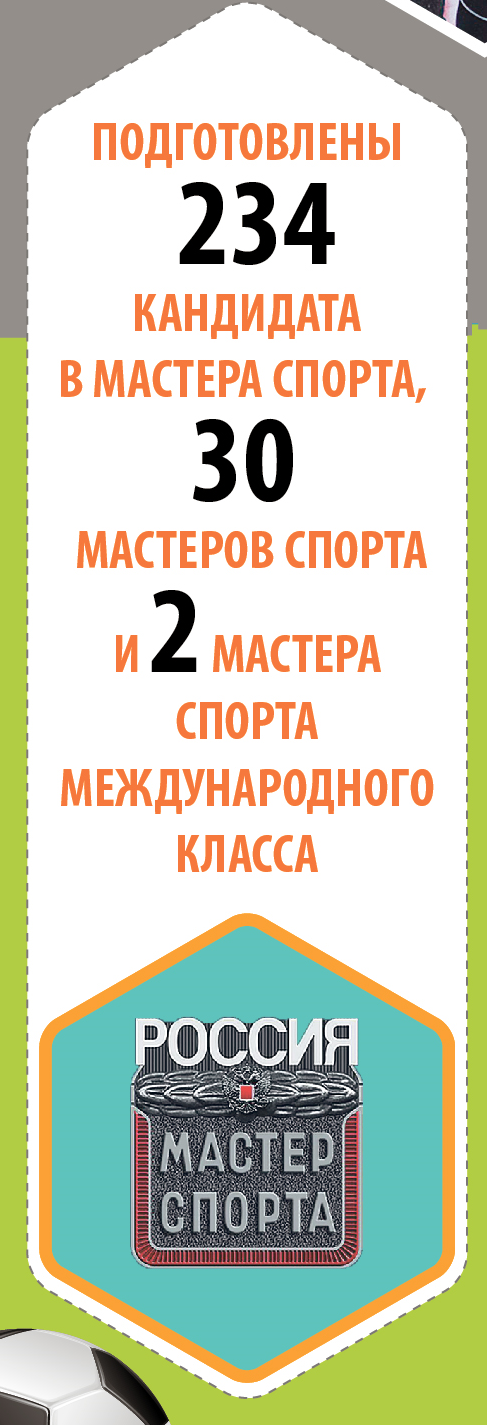 ПОДГОТОВЛЕНЫ
234
КАНДИДАТА
В МАСТЕРА СПОРТА,
30
МАСТЕРОВ СПОРТА
И 2 МАСТЕРА
СПОРТА
МЕЖДУНАРОДНОГО
КЛАССА
РОССИЯ
МАСТЕР
СПОРТА